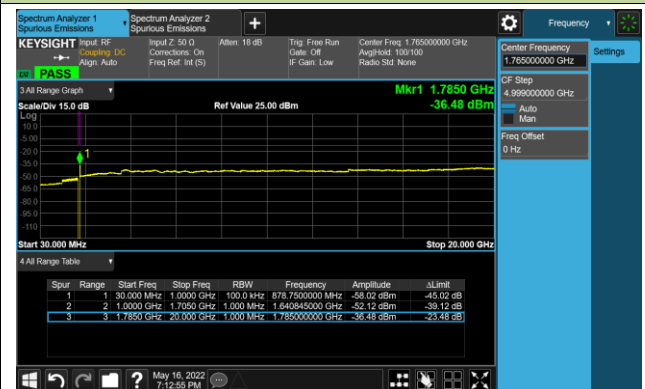 Spectrum Analyzer 1
Spurious Emissions
Spectrum Analyzer 2
Spurious Emissions
Frequency
KEYSIGHT
Input: RF
Coupling: DC
Align: Auto
Input Z: 50 Ω
Corrections: On
Freq Ref: Int (S)
Atten: 18 dB
Trig: Free Run
Gate: Off
IF Gain: Low
Center Freq: 1.765000000 GHz
Avg|Hold: 100/100
Radio Std: None
PASS
Center Frequency
1.765000000 GHz
Settings
CF Step
4.999000000 GHz
Auto
Man
Freq Offset
0 Hz
3 All Range Graph
Mkr1 1.7850 GHz
Scale/Div 15.0 dB
Ref Value 25.00 dBm
-36.48 dBm
Log
10.0
-5.00
-20.0
-35.0
-50.0
-65.0
-80.0
-95.0
-110
1
Start 30.000 MHz
Stop 20.000 GHz
4 All Range Table
Spur Range Start Freq Stop Freq RBW Frequency Amplitude ΔLimit
1 1 30.000 MHz 1.0000 GHz 100.0 kHz 878.7500000 MHz -58.02 dBm -45.02 dB
2 2 1.0000 GHz 1.7050 GHz 1.000 MHz 1.640845000 GHz -52.12 dBm -39.12 dB
3 3 1.7850 GHz 20.000 GHz 1.000 MHz 1.785000000 GHz -36.48 dBm -23.48 dB
May 16, 2022
7:12:55 PM